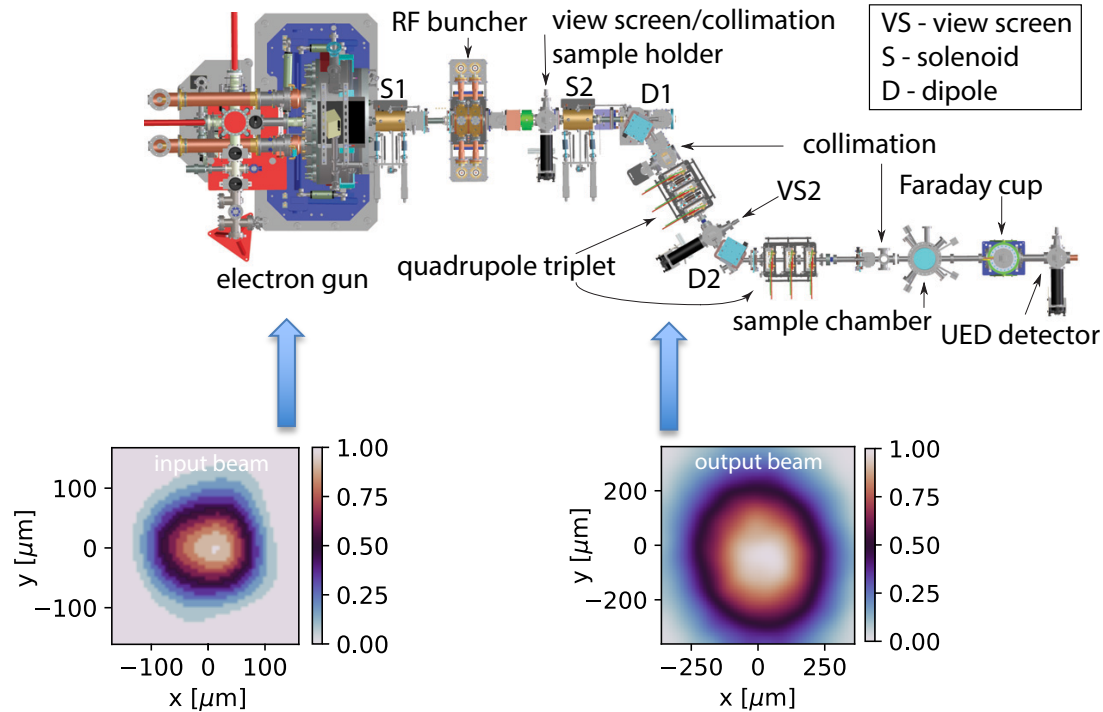 RF buncher
view screen/collimation
sample holder
VS - view screen
S - solenoid
D - dipole
S1
S2
D1
collimation
Faraday cup
VS2
quadrupole triplet
D2
electron gun
sample chamber
UED detector
input beam
100
0
−100
y [μm]
−100
0
100
x [μm]
1.00
0.75
0.50
0.25
0.00
output beam
200
0
−200
y [μm]
−250
0
250
x [μm]
1.00
0.75
0.50
0.25
0.00